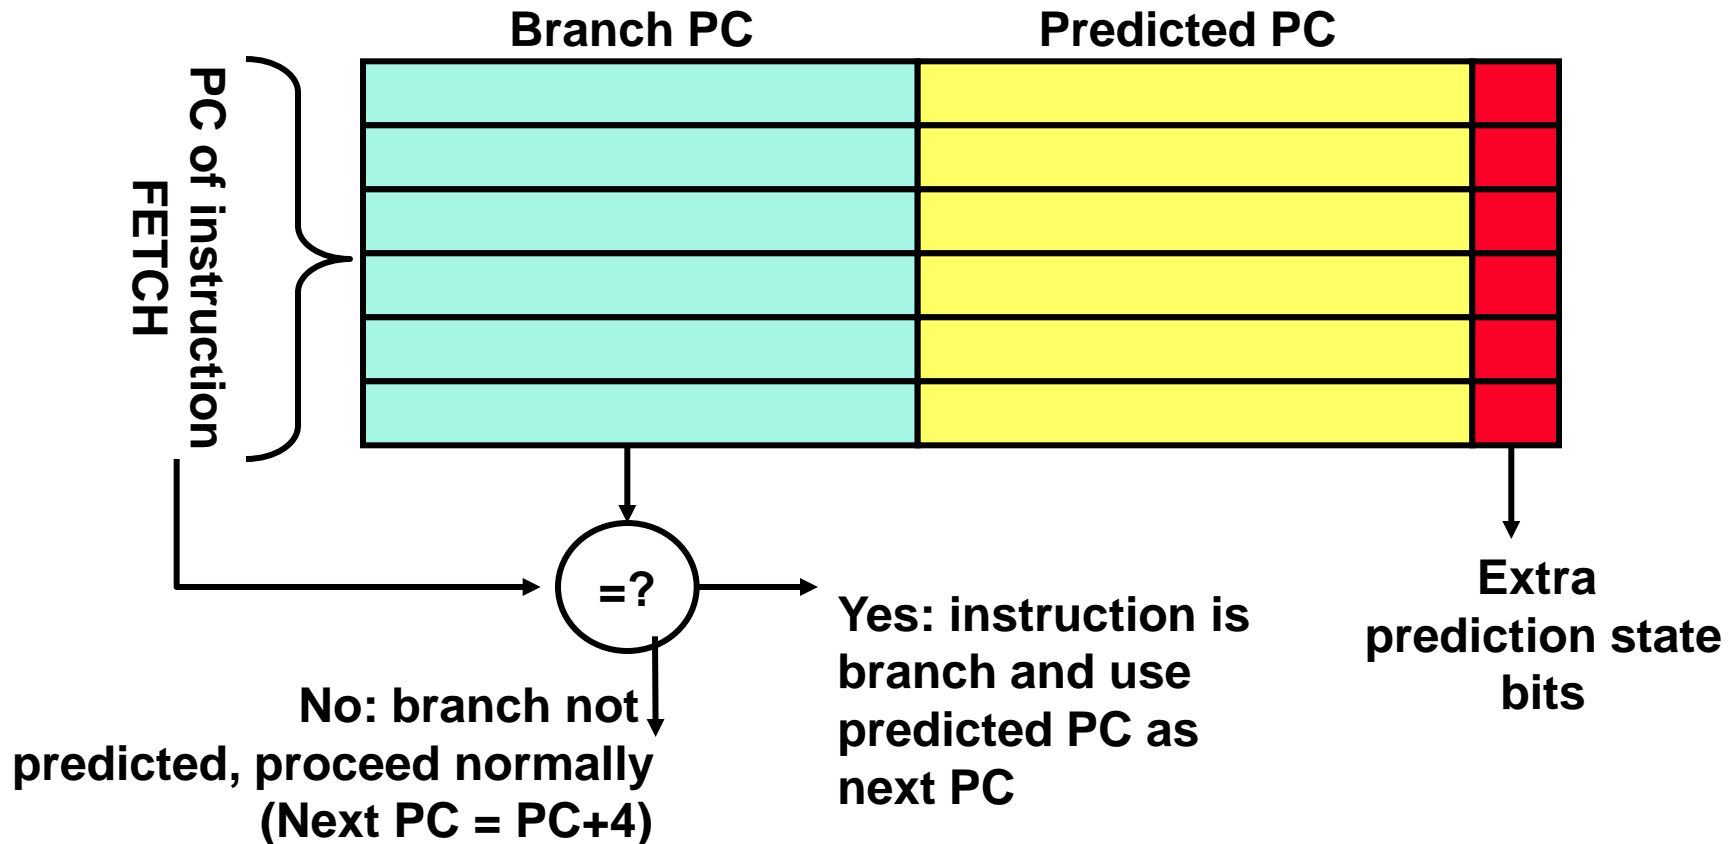 Branch PC
Predicted PC
PC of instruction
FETCH
=?
Yes: instruction is
branch and use
predicted PC as
next PC
Extra
prediction state
bits
No: branch not
predicted, proceed normally
(Next PC = PC+4)